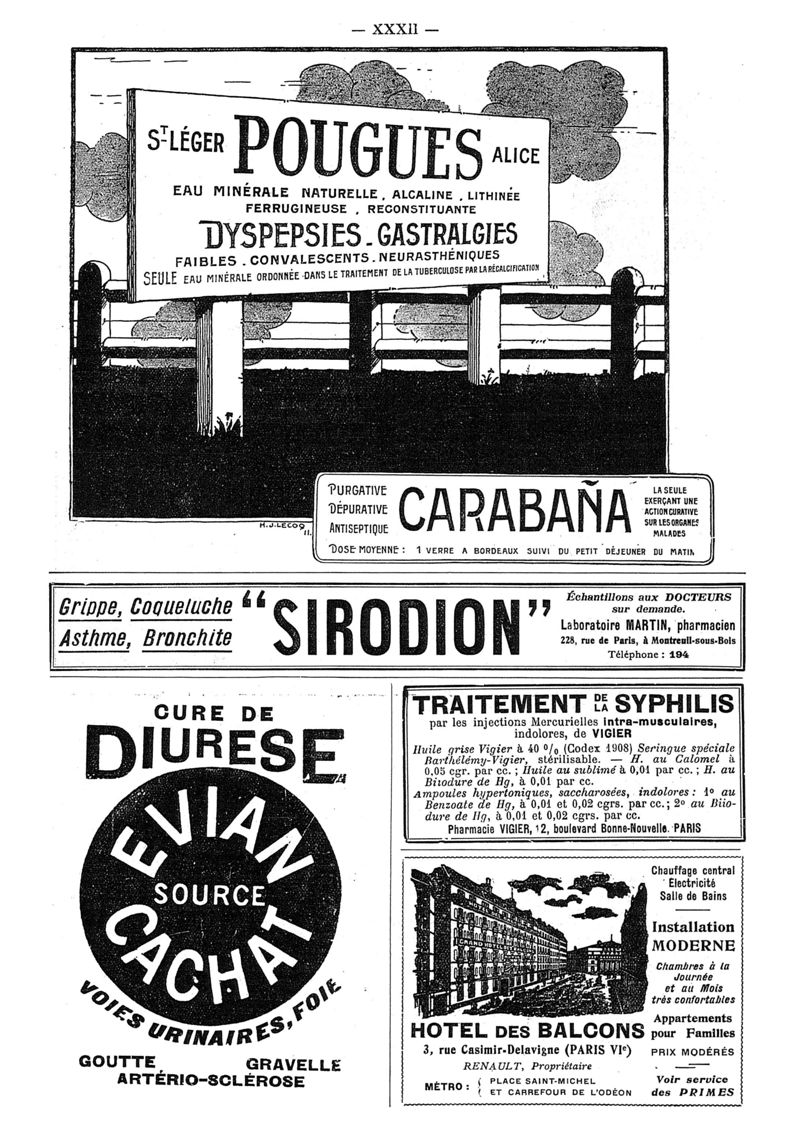 — XXXII —
ST LÉGER POUGUES ALICE
EAU MINÉRALE NATURELLE, ALCALINE, LITHINÉE
FERRUGINEUSE, RECONSTITUANTE
DYSPEPSIES - GASTRALGIES
FAIBLES - CONVALESCENTS - NEURASTHÉNIQUES
SEULE EAU MINÉRALE ORDONNÉE DANS LE TRAITEMENT DE LA TUBERCULOSE PAR LA RÉCALCIFICATION
H.J. LECOQ
11.
PURGATIVE
DÉPURATIVE
ANTISEPTIQUE
CARABAÑA
LA SEULE
EXERÇANT UNE
ACTION CURATIVE
SUR LES ORGANES
MALADES
DOSE MOYENNE : 1 VERRE A BORDEAUX SUIVI DU PETIT DÉJEUNER DU MATIN
Grippe, Coqueluche
Asthme, Bronchite
"SIRODION"
Échantillons aux DOCTEURS
sur demande.
Laboratoire MARTIN, pharmacien
228, rue de Paris, à Montreuil-sous-Bois
Téléphone : 194
CURE DE
DIURESE
EVIAN
SOURCE
CACHAT
VOIES URINAIRES, FOIE
GOUTTE GRAVELLE
ARTÉRIO-SCLÉROSE
TRAITEMENT DE LA SYPHILIS
par les injections Mercurielles intra-musculaires,
indolores, de VIGIER
Huile grise Vigier à 40 % (Codex 1908) Seringue spéciale
Barthélémy-Vigier, stérilisable. — H. au Calomel à
0,05 cgr. par cc. ; Huile au sublimé à 0,01 par cc. ; H. au
Biiodure de Hg, à 0,01 par cc.
Ampoules hypertoniques, saccharosées, indolores : 1° au
Benzoate de Hg, à 0,01 et 0,02 cgrs. par cc. ; 2° au Biio-
dure de Hg, à 0,01 et 0,02 cgrs. par cc.
Pharmacie VIGIER, 12, boulevard Bonne-Nouvelle. PARIS
Chauffage central
Électricité
Salle de Bains
Installation
MODERNE
Chambres à la
Journée
et au Mois
très confortables
Appartements
pour Familles
PRIX MODÉRÉS
Voir service
des PRIMES
HOTEL DES BALCONS
3, rue Casimir-Delavigne (PARIS VIe)
RENAULT, Propriétaire
MÉTRO : PLACE SAINT-MICHEL
ET CARREFOUR DE L'ODÉON